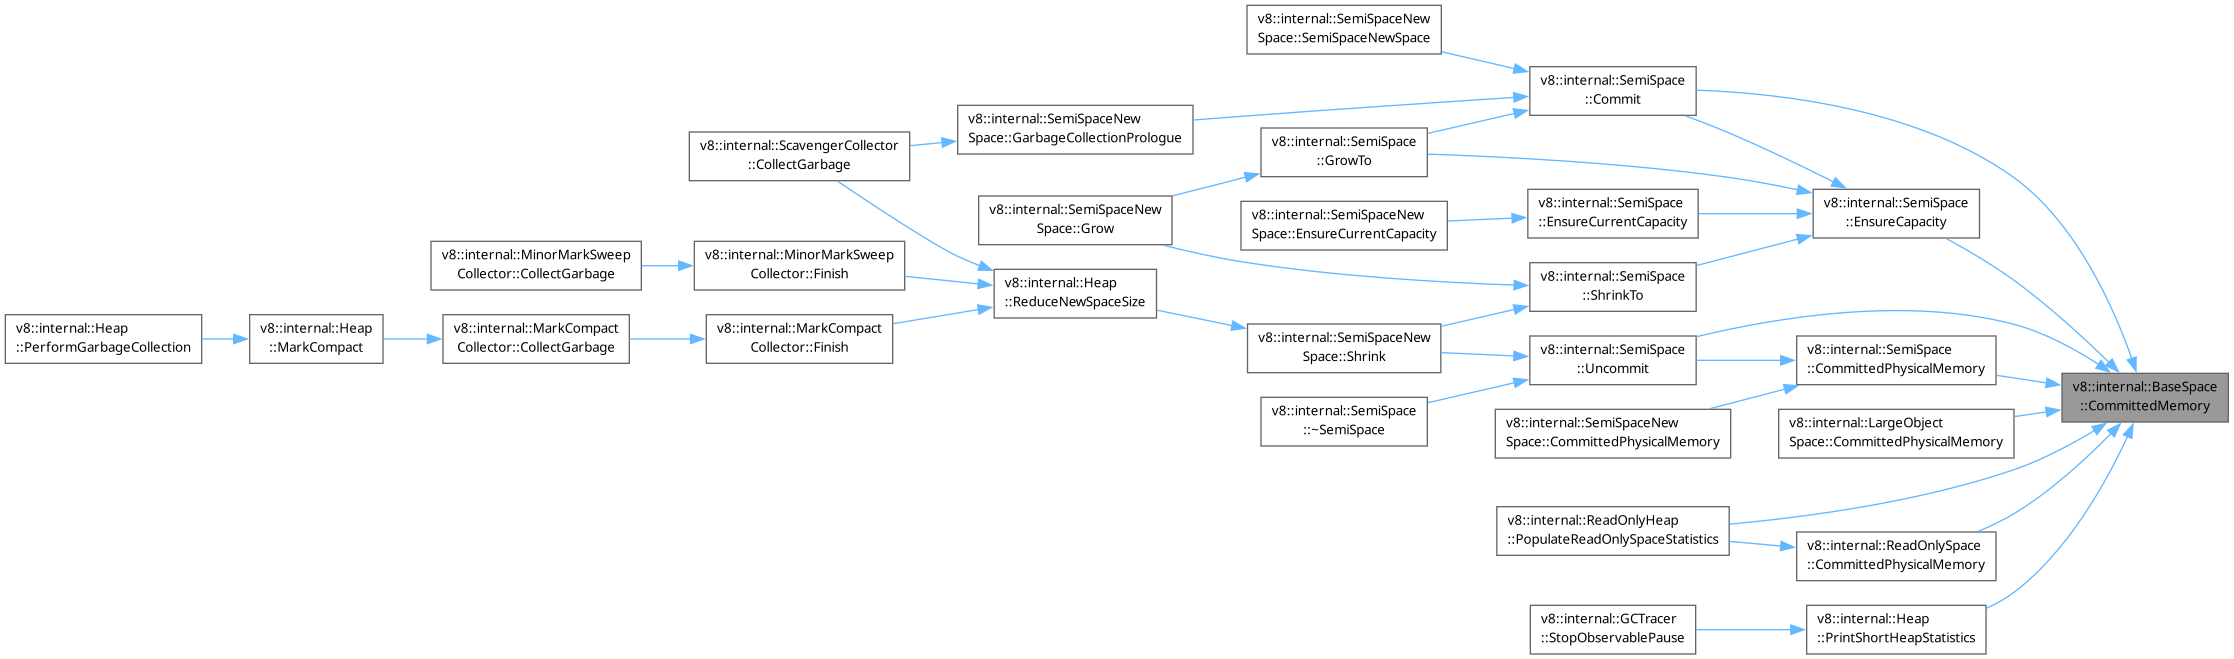 v8::internal::SemiSpaceNew
Space::SemiSpaceNewSpace
v8::internal::SemiSpace
::Commit
v8::internal::SemiSpaceNew
Space::GarbageCollectionPrologue
v8::internal::ScavengerCollector
::CollectGarbage
v8::internal::SemiSpace
::GrowTo
v8::internal::SemiSpaceNew
Space::Grow
v8::internal::SemiSpaceNew
Space::EnsureCurrentCapacity
v8::internal::SemiSpace
::EnsureCurrentCapacity
v8::internal::SemiSpace
::EnsureCapacity
v8::internal::MinorMarkSweep
Collector::CollectGarbage
v8::internal::MinorMarkSweep
Collector::Finish
v8::internal::Heap
::ReduceNewSpaceSize
v8::internal::SemiSpace
::ShrinkTo
v8::internal::Heap
::PerformGarbageCollection
v8::internal::Heap
::MarkCompact
v8::internal::MarkCompact
Collector::CollectGarbage
v8::internal::MarkCompact
Collector::Finish
v8::internal::SemiSpaceNew
Space::Shrink
v8::internal::SemiSpace
::Uncommit
v8::internal::SemiSpace
::CommittedPhysicalMemory
v8::internal::BaseSpace
::CommittedMemory
v8::internal::SemiSpace
::~SemiSpace
v8::internal::SemiSpaceNew
Space::CommittedPhysicalMemory
v8::internal::LargeObject
Space::CommittedPhysicalMemory
v8::internal::ReadOnlyHeap
::PopulateReadOnlySpaceStatistics
v8::internal::ReadOnlySpace
::CommittedPhysicalMemory
v8::internal::GCTracer
::StopObservablePause
v8::internal::Heap
::PrintShortHeapStatistics